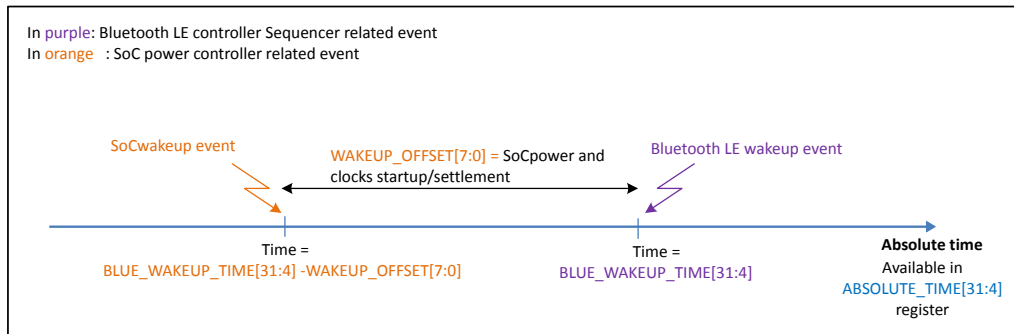 In purple: Bluetooth LE controller Sequencer related event
In orange : SoC power controller related event
SoCwakeup event
WAKEUP_OFFSET[7:0] = SoCpower and
clocks startup/settlement
Bluetooth LE wakeup event
Time =
BLUE_WAKEUP_TIME[31:4] -WAKEUP_OFFSET[7:0]
Time =
BLUE_WAKEUP_TIME[31:4]
Absolute time
Available in
ABSOLUTE_TIME[31:4]
register